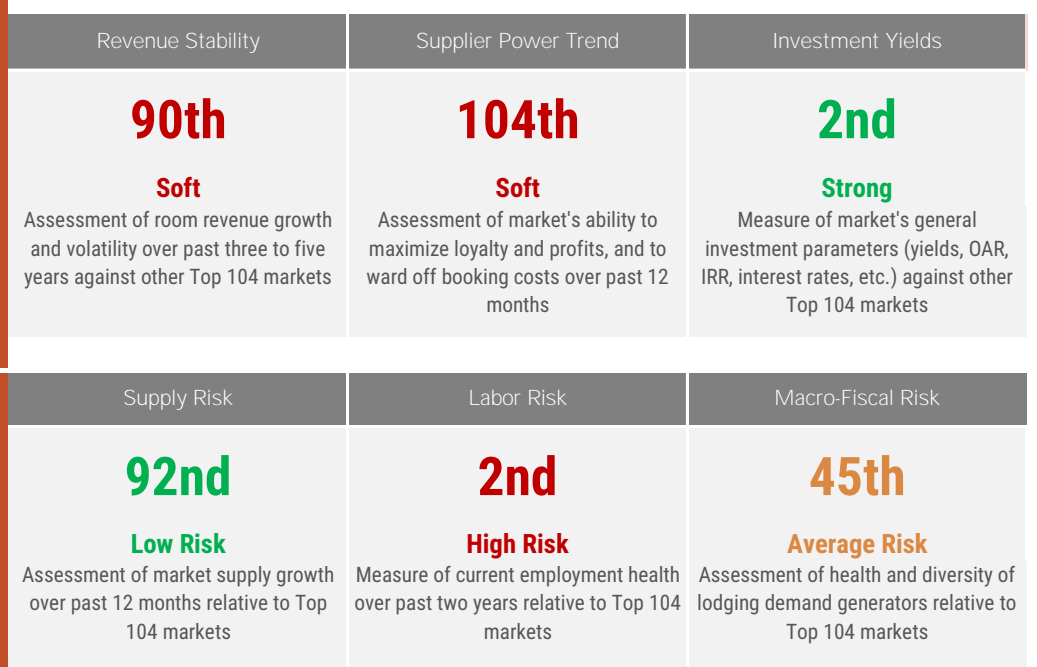 Revenue Stability
Supplier Power Trend
Investment Yields
90th
104th
2nd
Soft
Soft
Strong
Assessment of room revenue growth
and volatility over past three to five
years against other Top 104 markets
Assessment of market's ability to
maximize loyalty and profits, and to
ward off booking costs over past 12
months
Measure of market's general
investment parameters (yields, OAR,
IRR, interest rates, etc.) against other
Top 104 markets
Supply Risk
Labor Risk
Macro-Fiscal Risk
92nd
2nd
45th
Low Risk
High Risk
Average Risk
Assessment of market supply growth
over past 12 months relative to Top
104 markets
Measure of current employment health
over past two years relative to Top 104
markets
Assessment of health and diversity of
lodging demand generators relative to
Top 104 markets